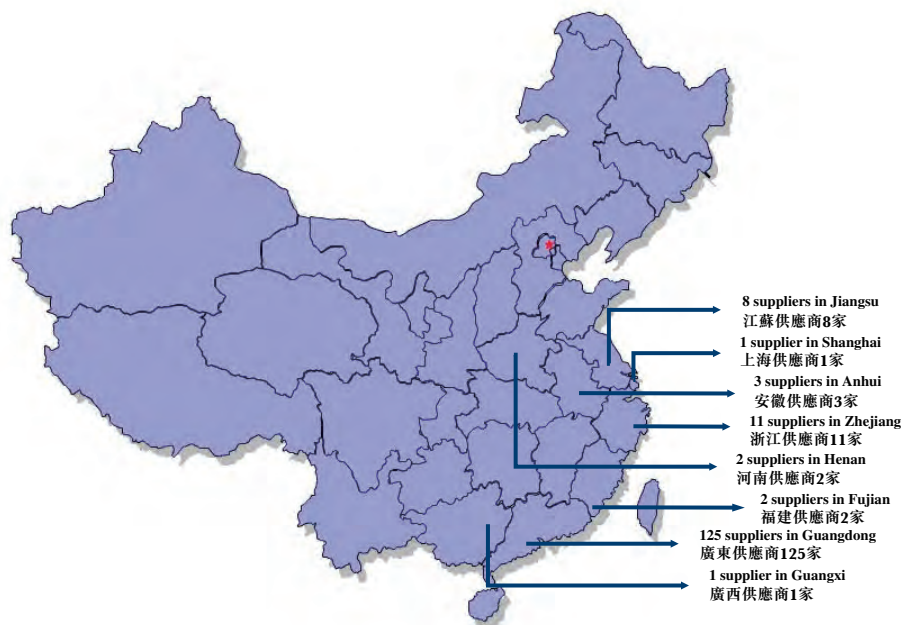 8 suppliers in Jiangsu
江蘇供應商8家
1 supplier in Shanghai
上海供應商1家
3 suppliers in Anhui
安徽供應商3家
11 suppliers in Zhejiang
浙江供應商11家
2 suppliers in Henan
河南供應商2家
2 suppliers in Fujian
福建供應商2家
125 suppliers in Guangdong
廣東供應商125家
1 supplier in Guangxi
廣西供應商1家